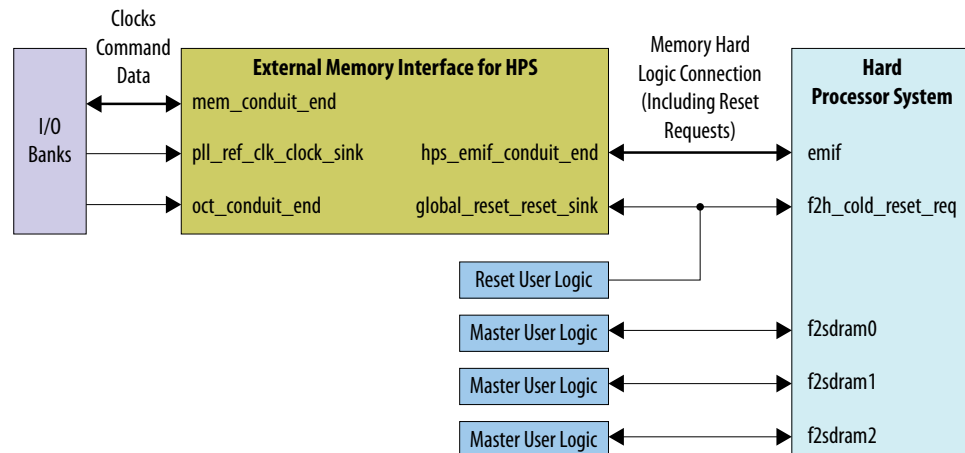 Clocks
Command
Data
I/O
Banks
External Memory Interface for HPS
mem_conduit_end
pll_ref_clk_clock_sink
hps_emif_conduit_end
oct_conduit_end
global_reset_reset_sink
Memory Hard
Logic Connection
(Including Reset
Requests)
Hard
Processor System
emif
f2h_cold_reset_req
Reset User Logic
Master User Logic
f2sdram0
Master User Logic
f2sdram1
Master User Logic
f2sdram2